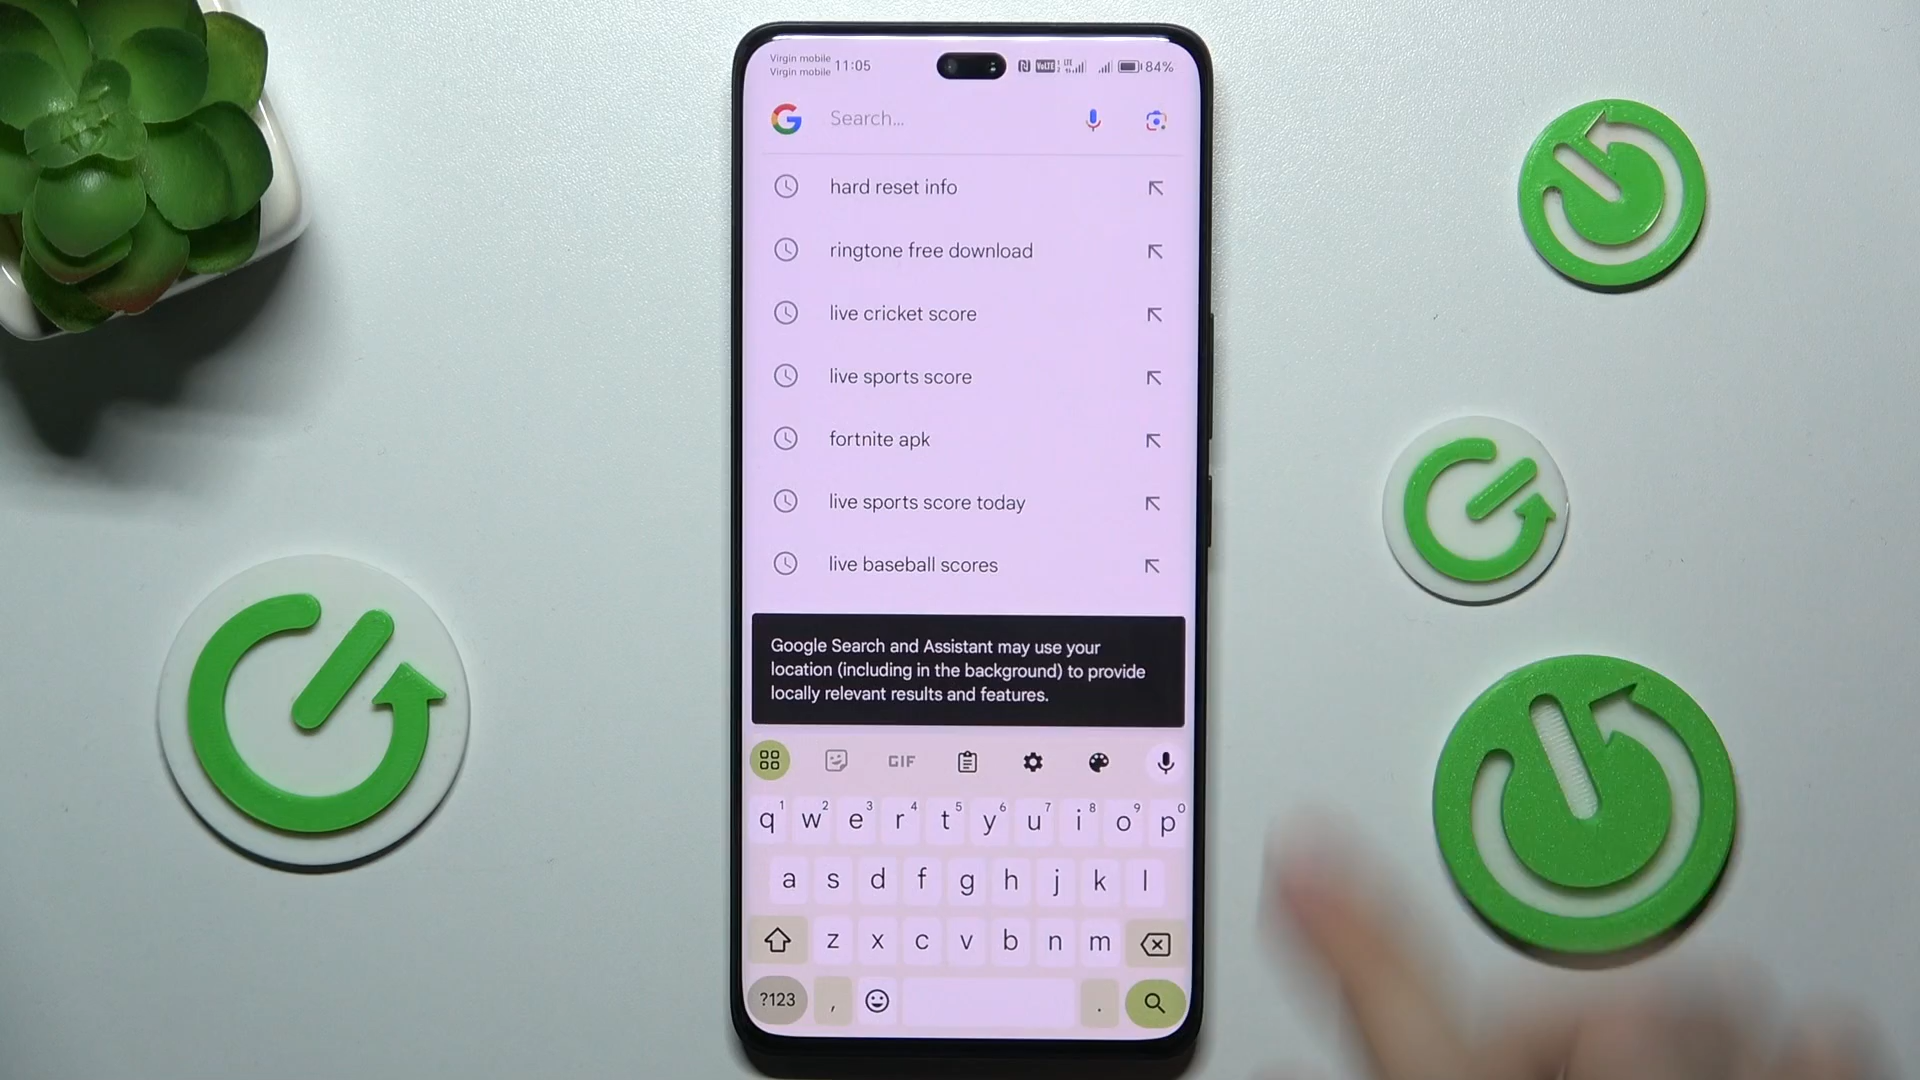 Virgin mobile
Virgin mobile
11:05
VoLTE
84%
Search...
hard reset info
ringtone free download
live cricket score
live sports score
fortnite apk
live sports score today
live baseball scores
Google Search and Assistant may use your
location (including in the background) to provide
locally relevant results and features.
GIF
1 2 3 4 5 6 7 8 9 0
q w e r t y u i o p
a s d f g h j k l
z x c v b n m
?123 , .